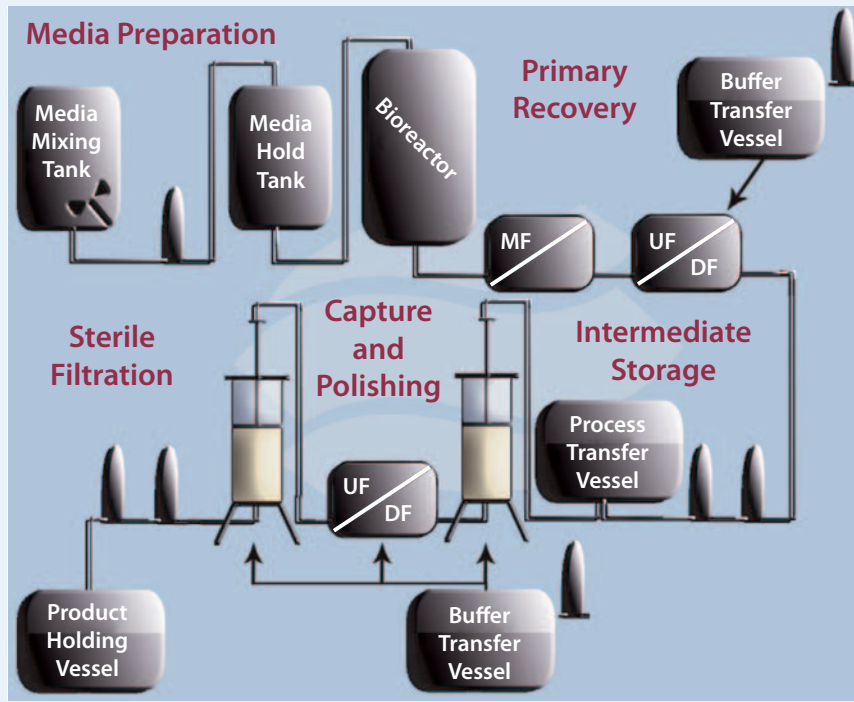 Media Preparation
Media
Mixing
Tank
Media
Hold
Tank
Bioreactor
Primary
Recovery
Buffer
Transfer
Vessel
MF
UF
DF
Sterile
Filtration
Capture
and
Polishing
Intermediate
Storage
Process
Transfer
Vessel
UF
DF
Product
Holding
Vessel
Buffer
Transfer
Vessel